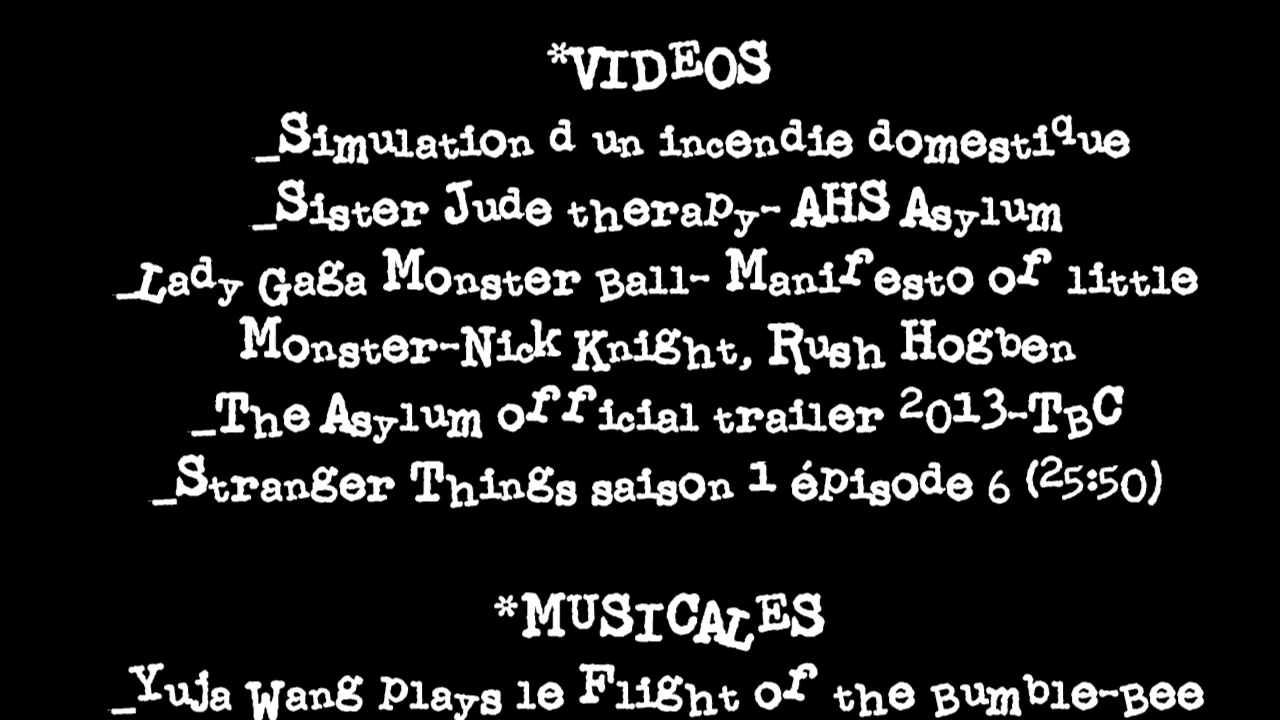 *VIDEOS
_Simulation d un incendie domestique
_Sister Jude therapy- AHS Asylum
_Lady Gaga Monster Ball- Manifesto of little
Monster-Nick Knight, Rush Hogben
_The Asylum official trailer 2013-TBC
_Stranger Things saison 1 épisode 6 (25:50)
*MUSICALES
_Yuja Wang plays le Flight of the Bumble-Bee